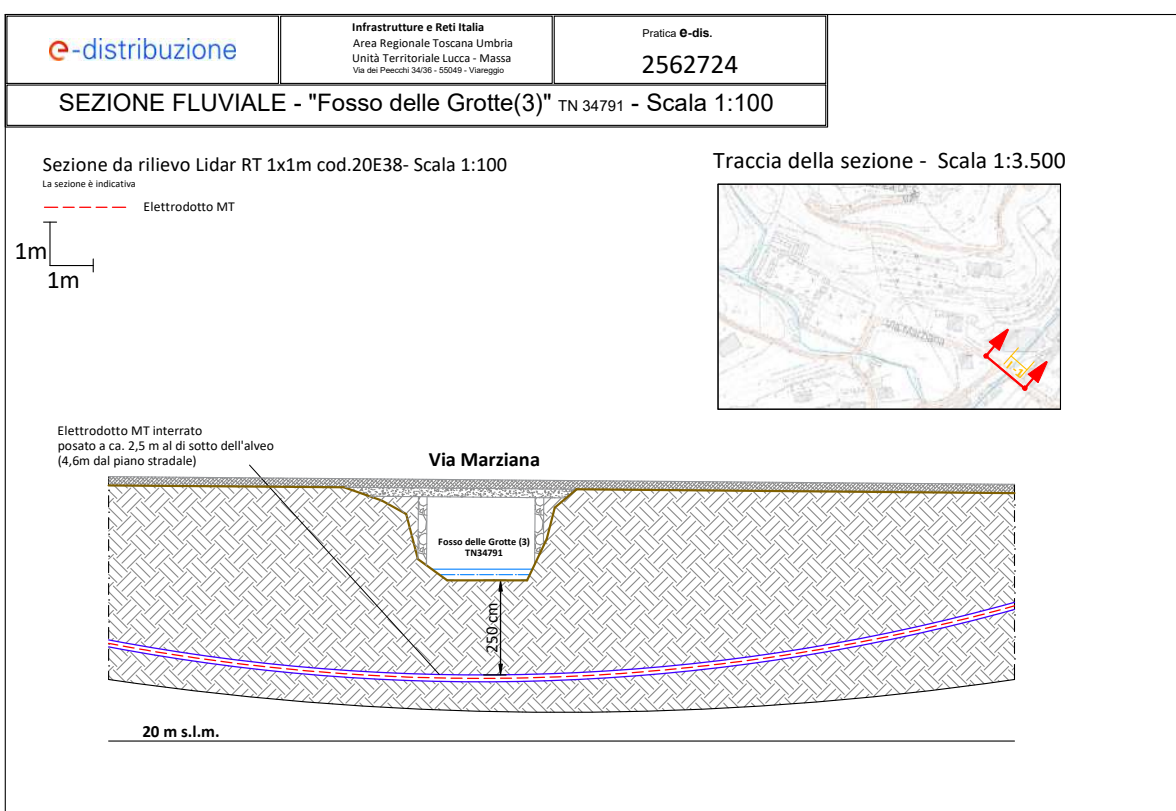 e-distribuzione
Infrastrutture e Reti Italia
Area Regionale Toscana Umbria
Unità Territoriale Lucca - Massa
Via dei Peecchi 34/36 - 55049 - Viareggio
Pratica e-dis.
2562724
SEZIONE FLUVIALE - "Fosso delle Grotte(3)" TN 34791 - Scala 1:100
Sezione da rilievo Lidar RT 1x1m cod.20E38- Scala 1:100
La sezione è indicativa
Elettrodotto MT
1m
1m
Traccia della sezione - Scala 1:3.500
Elettrodotto MT interrato
posato a ca. 2,5 m al di sotto dell'alveo
(4,6m dal piano stradale)
Via Marziana
Fosso delle Grotte (3)
TN34791
250 cm
20 m s.l.m.